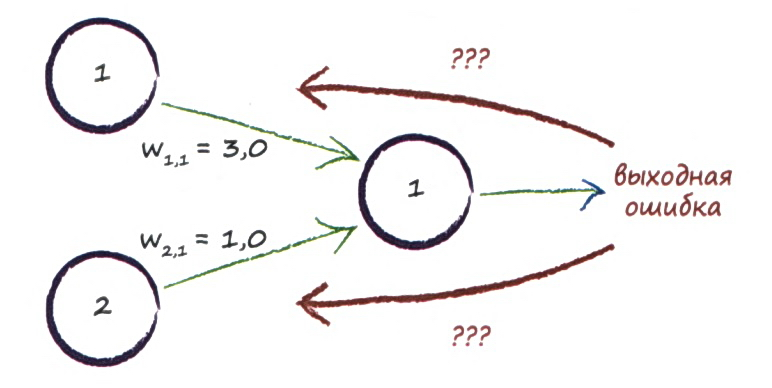 1
???
w1,1 = 3,0
1
выходная
ошибка
w2,1 = 1,0
2
???